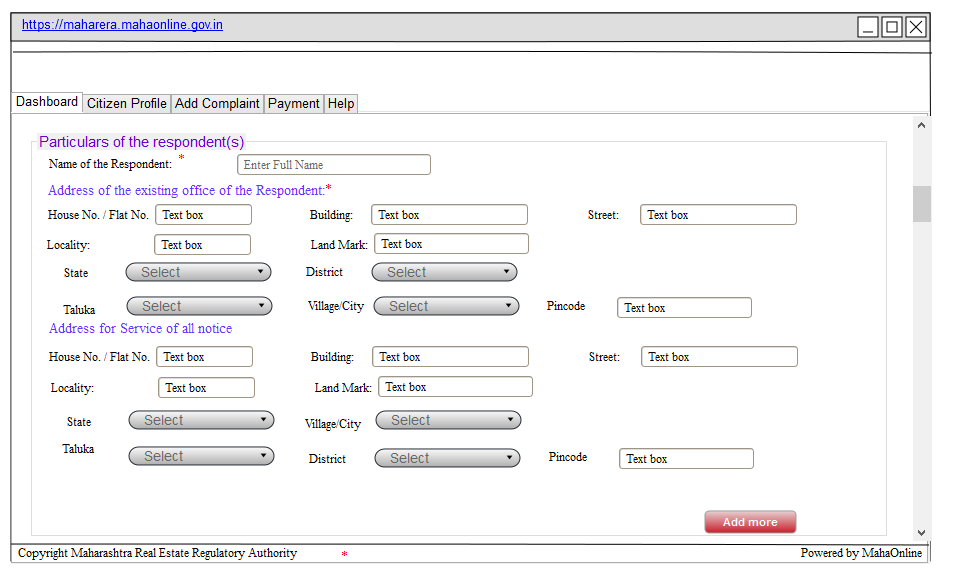 https://maharera.mahaonline.gov.in
Dashboard Citizen Profile Add Complaint Payment Help
Particulars of the respondent(s)
Name of the Respondent: * Enter Full Name
Address of the existing office of the Respondent:*
House No. / Flat No. Text box Building: Text box Street: Text box
Locality: Text box Land Mark: Text box
State Select District Select
Taluka Select Village/City Select Pincode Text box
Address for Service of all notice
House No. / Flat No. Text box Building: Text box Street: Text box
Locality: Text box Land Mark: Text box
State Select Village/City Select
Taluka Select District Select Pincode Text box
Add more
Copyright Maharashtra Real Estate Regulatory Authority * Powered by MahaOnline